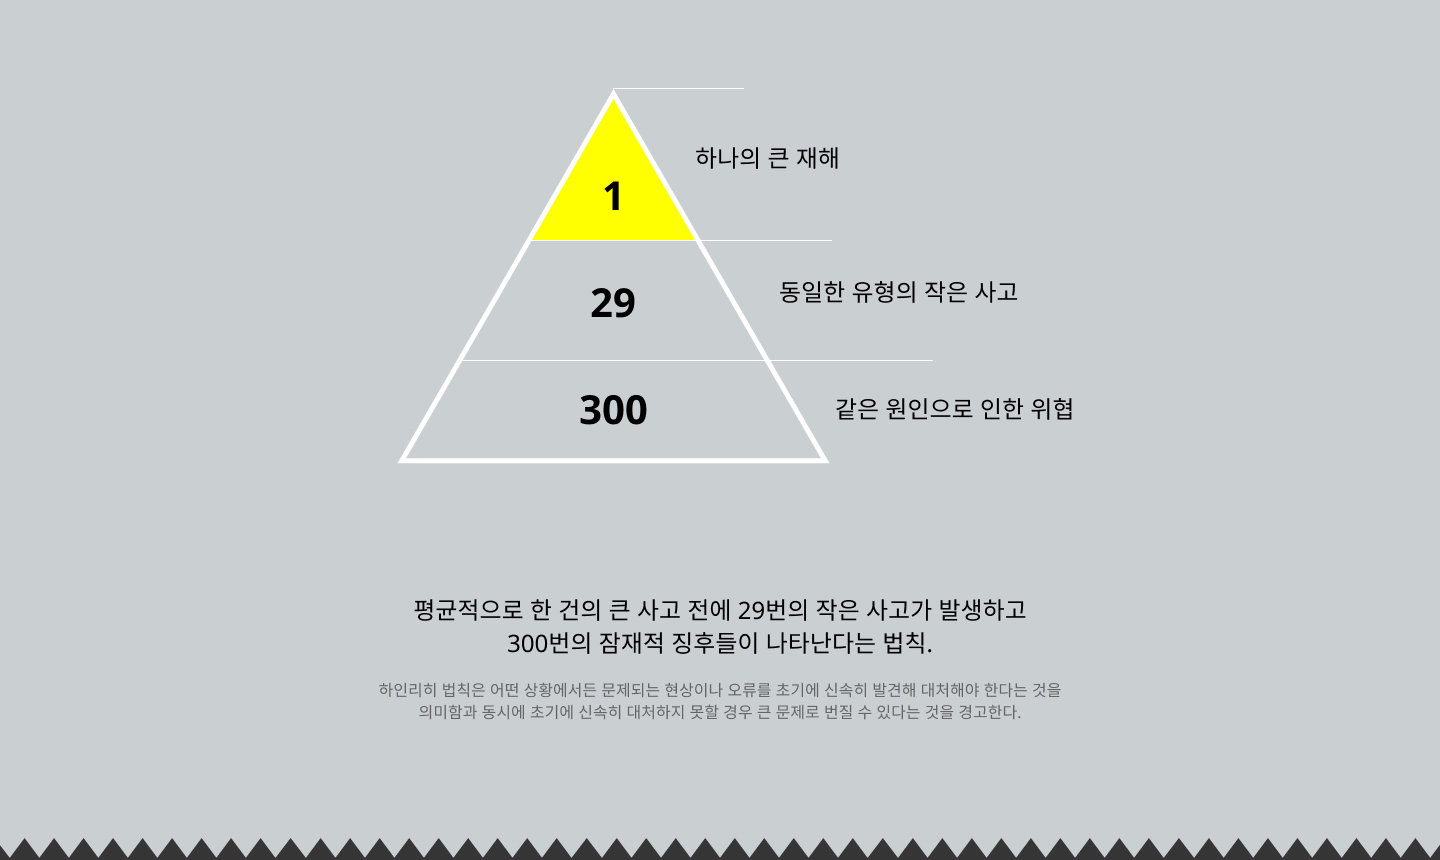 하나의 큰 재해
1
동일한 유형의 작은 사고
29
같은 원인으로 인한 위협
300
평균적으로 한 건의 큰 사고 전에 29번의 작은 사고가 발생하고
300번의 잠재적 징후들이 나타난다는 법칙.
하인리히 법칙은 어떤 상황에서든 문제되는 현상이나 오류를 초기에 신속히 발견해 대처해야 한다는 것을
의미함과 동시에 초기에 신속히 대처하지 못할 경우 큰 문제로 번질 수 있다는 것을 경고한다.